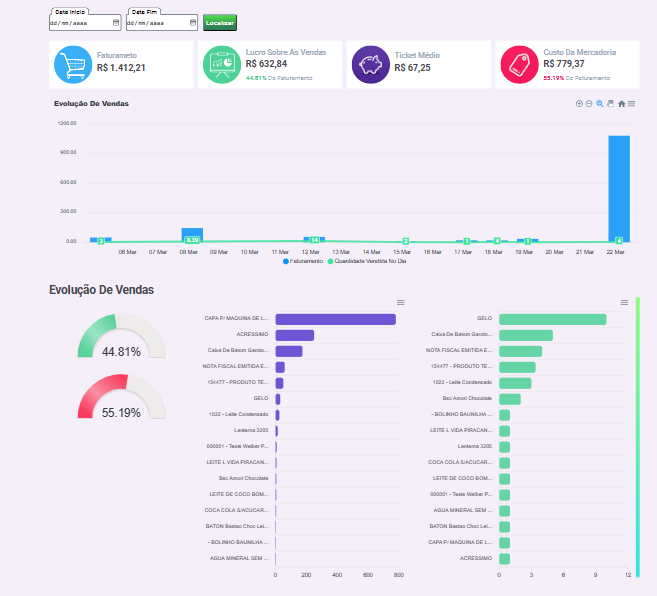 Data Inicio
Data Fim
dd/mm/aaaa
dd/mm/aaaa
Localizar
Faturameto
R$ 1.412,21
Lucro Sobre As Vendas
R$ 632,84
44.81% Do Faturamento
Ticket Médio
R$ 67,25
Custo Da Mercadoria
R$ 779,37
55.19% Do Faturamento
Evolução De Vendas
1200.00
900.00
600.00
300.00
0.00
3
8.39
14
2
1
4
1
4
06 Mar
07 Mar
08 Mar
10 Mar
11 Mar
12 Mar
13 Mar
14 Mar
15 Mar
16 Mar
17 Mar
18 Mar
19 Mar
20 Mar
21 Mar
22 Mar
Faturamento
Quantidade Vendida No Dia
Evolução De Vendas
44.81%
55.19%
CAPA P/ MAQUINA DE L...
ACRESSIMO
Caixa De Batom Garoto...
NOTA FISCAL EMITIDA E...
154477 - PRODUTO TE...
GELO
1022 - Leite Condensado
Lanterna 3205
000001 - Teste Welber P...
LEITE L VIDA PIRACAN...
Bsc Amori Chocolate
LEITE DE COCO BOM...
COCA COLA S/ACUCAR...
BATON Bastao Choc Lei...
- BOLINHO BAUNILHA ...
AGUA MINERAL SEM ...
0
200
400
600
800
GELO
Caixa De Batom Garoto...
NOTA FISCAL EMITIDA E...
154477 - PRODUTO TE...
1022 - Leite Condensado
Bsc Amori Chocolate
- BOLINHO BAUNILHA ...
LEITE L VIDA PIRACAN...
Lanterna 3205
COCA COLA S/ACUCAR...
LEITE DE COCO BOM...
000001 - Teste Welber P...
AGUA MINERAL SEM ...
BATON Bastao Choc Lei...
CAPA P/ MAQUINA DE L...
ACRESSIMO
0
3
6
9
12